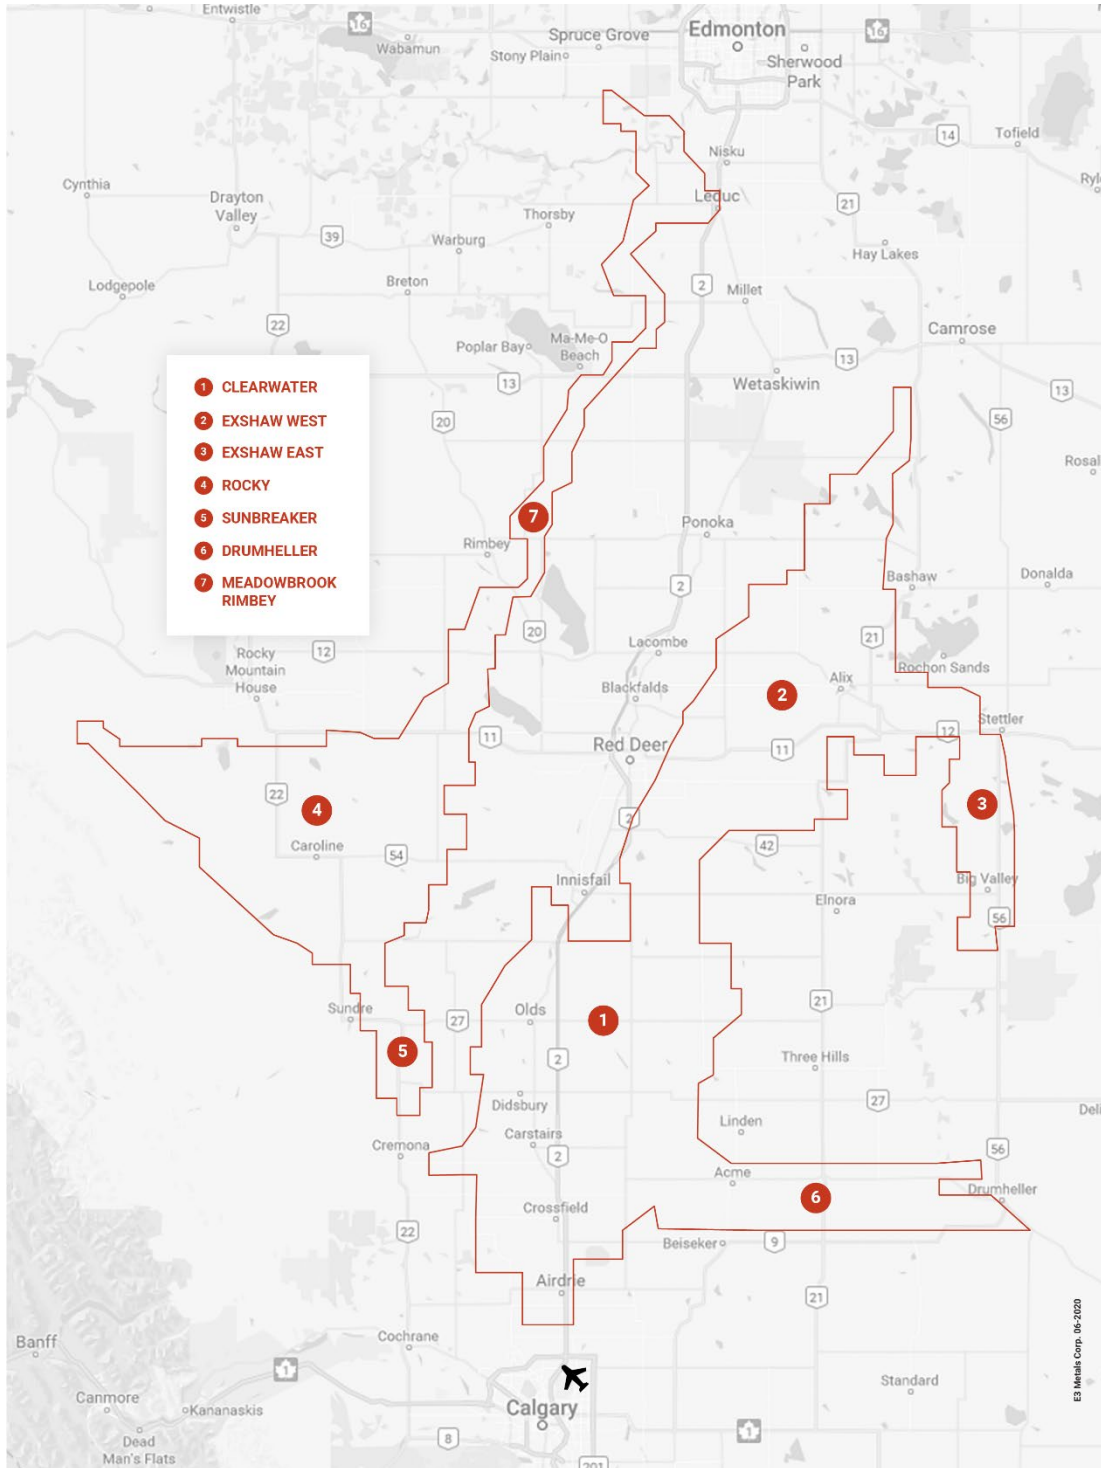 Entwistle
16
Wabamun
Spruce Grove
Stony Plain
Edmonton
Sherwood
Park
16
14
Tofield
Nisku
Cynthia
Drayton
Valley
Leduc
21
Thorsby
39
Warburg
Hay Lakes
Breton
Lodgepole
2
Millet
22
Camrose
Poplar Bay
Ma-Me-O
Beach
13
13
Wetaskiwin
13
20
56
1 CLEARWATER
2 EXSHAW WEST
3 EXSHAW EAST
4 ROCKY
5 SUNBREAKER
6 DRUMHELLER
7 MEADOWBROOK
RIMBEY
7
Ponoka
Rimbey
2
Bashaw
Donalda
20
21
Lacombe
12
Rocky
Mountain
House
Rochon Sands
Alix
Blackfalds
2
Stettler
12
11
Red Deer
11
22
4
3
2
Caroline
54
42
Innisfail
Big Valley
Elnora
56
21
Sundre
27
Olds
1
5
2
Three Hills
27
Didsbury
Linden
Carstairs
Cremona
2
56
Acme
Drumheller
6
Crossfield
22
Beiseker
9
Airdrie
21
Cochrane
Banff
1
Standard
Canmore
Kananaskis
Calgary
Dead
Man's Flats
8
1
201
E3 Metals Corp. 06-2020